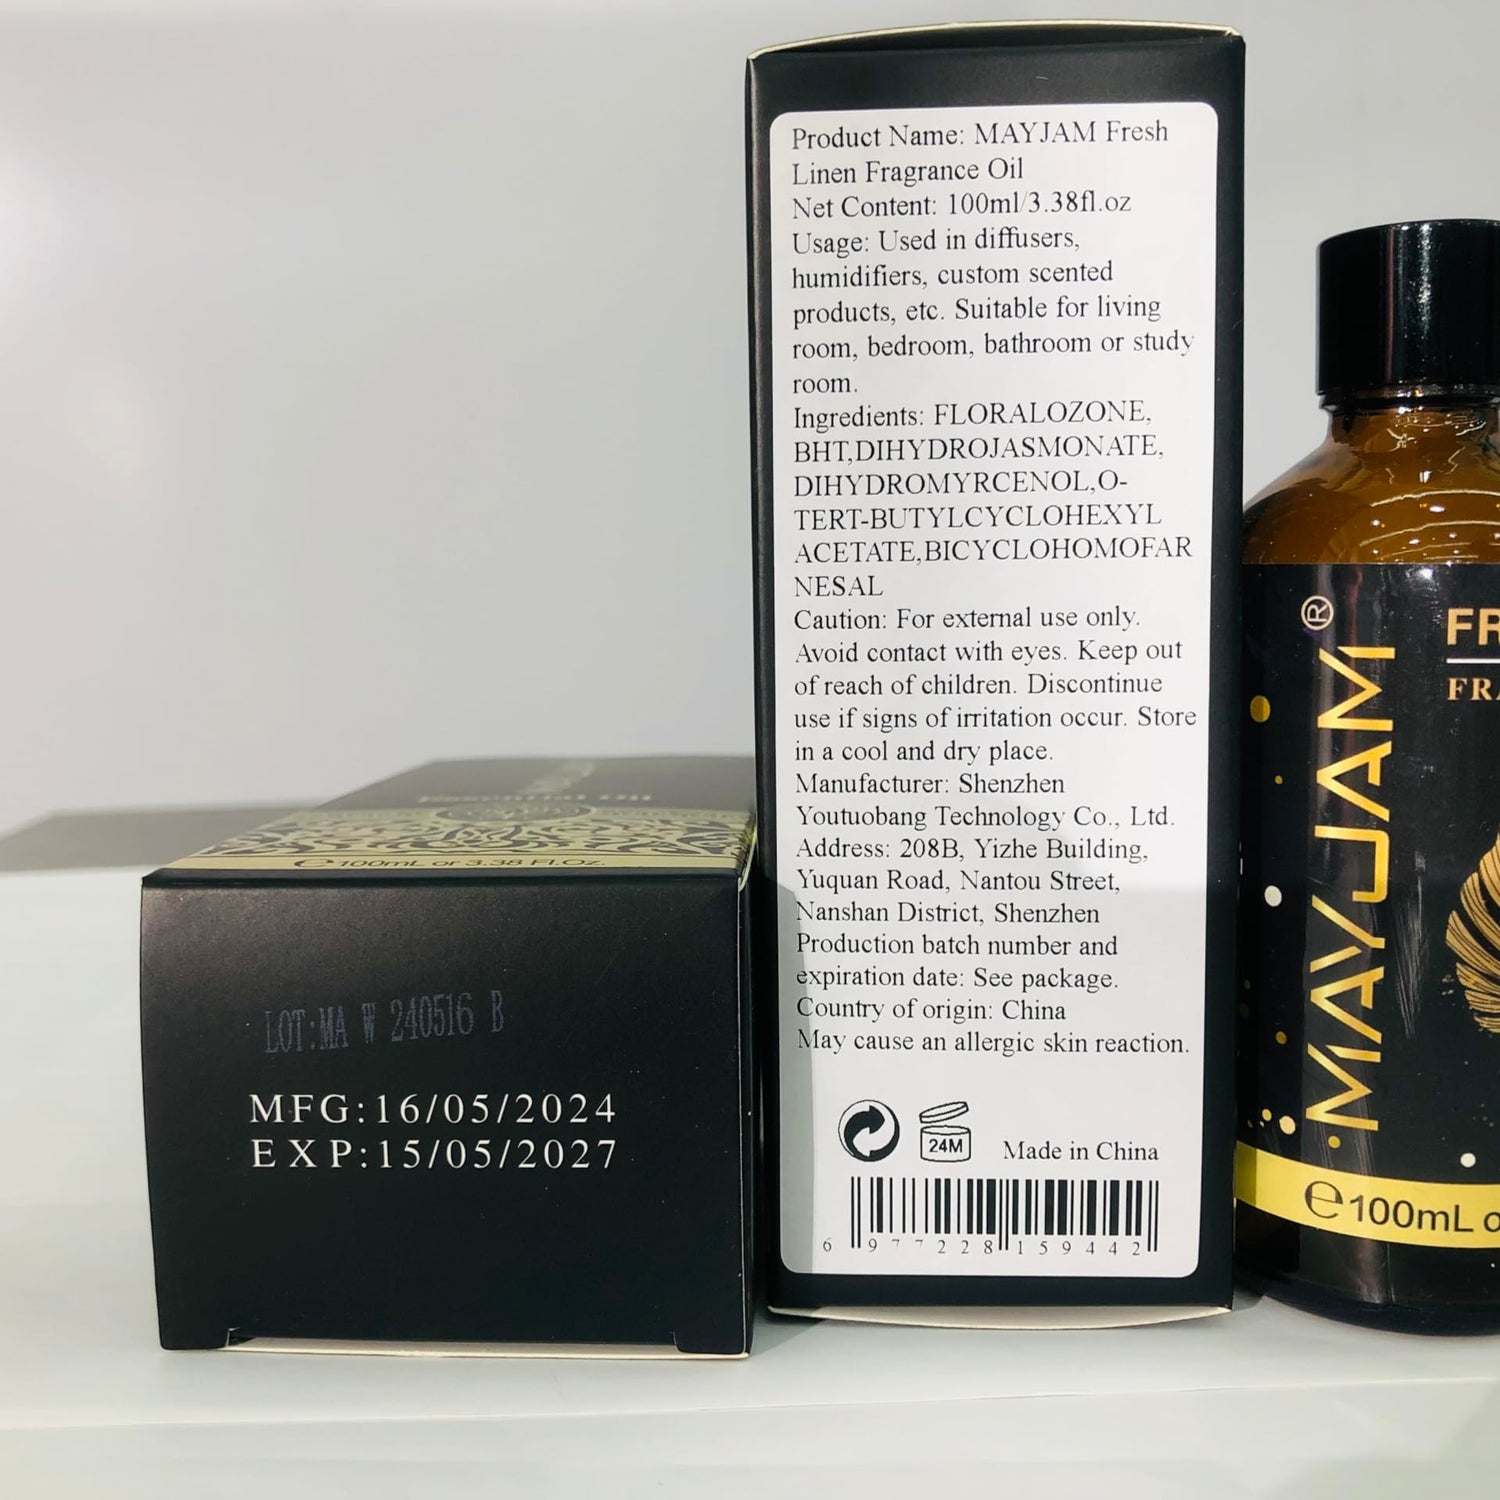 Product Name: MAYJAM Fresh
Linen Fragrance Oil
Net Content: 100ml/3.38fl.oz
Usage: Used in diffusers,
humidifiers, custom scented
products, etc. Suitable for living
room, bedroom, bathroom or study
room.
Ingredients: FLORALOZONE,
BHT,DIHYDROJASMONATE,
DIHYDROMYRCENOL,O-
TERT-BUTYLCYCLOHEXYL
ACETATE,BICYCLOHOMOFAR
NESAL
Caution: For external use only.
Avoid contact with eyes. Keep out
of reach of children. Discontinue
use if signs of irritation occur. Store
in a cool and dry place.
Manufacturer: Shenzhen
Youtuobang Technology Co., Ltd.
Address: 208B, Yizhe Building,
Yuquan Road, Nantou Street,
Nanshan District, Shenzhen
Production batch number and
expiration date: See package.
Country of origin: China
May cause an allergic skin reaction.
24M
Made in China
6 977228 159442
Essential Oil
℮100mL or 3.38 Fl.Oz.
LOT:MA W 240516 B
MFG:16/05/2024
EXP:15/05/2027
MAYJAM®
FR
FRA
℮100mL o